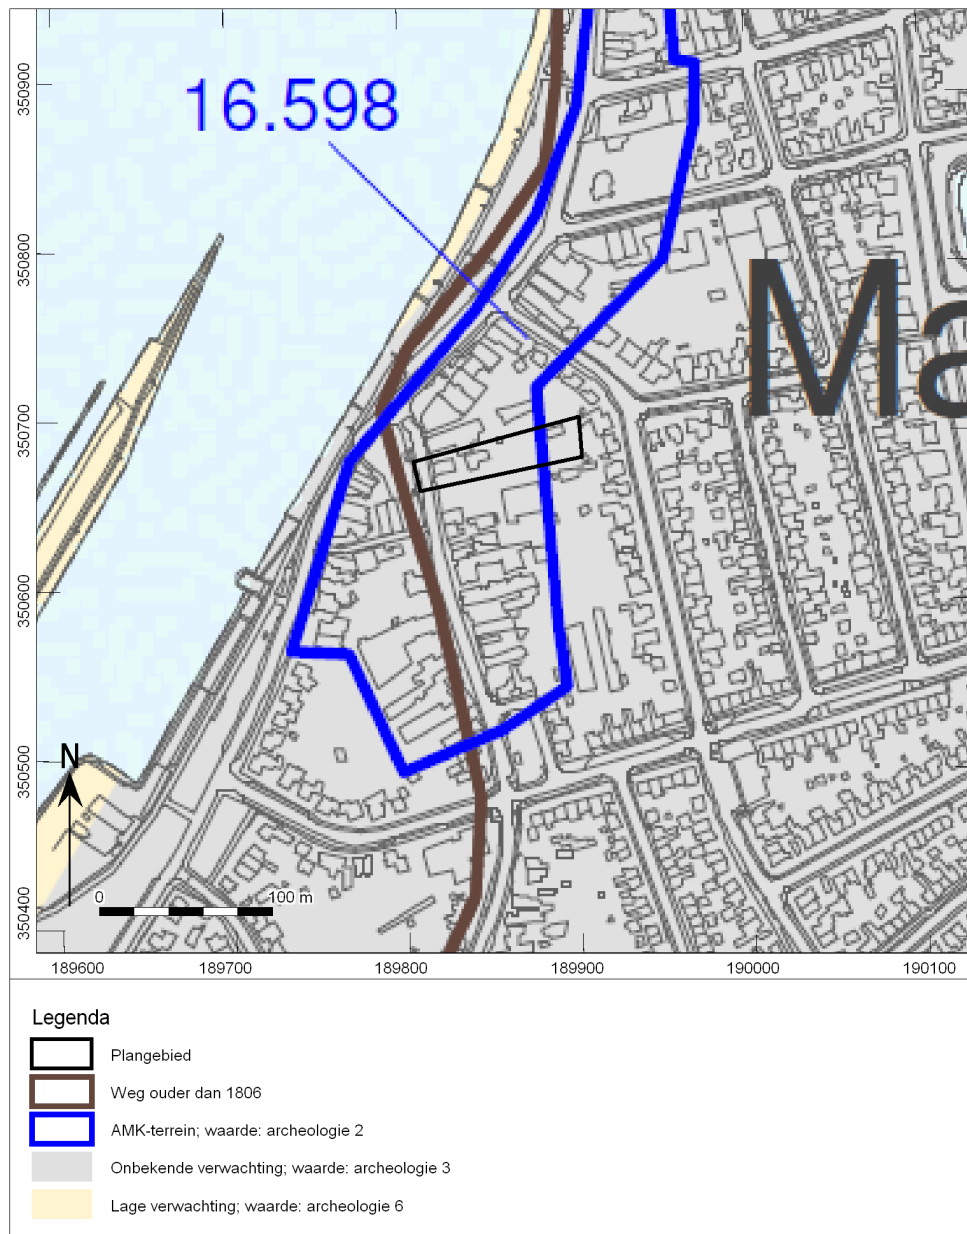 16.598
Ma
350900
350800
350700
350600
350500
350400
N
0 100 m
189600 189700 189800 189900 190000 190100
Legenda
Plangebied
Weg ouder dan 1806
AMK-terrein; waarde: archeologie 2
Onbekende verwachting; waarde: archeologie 3
Lage verwachting; waarde: archeologie 6